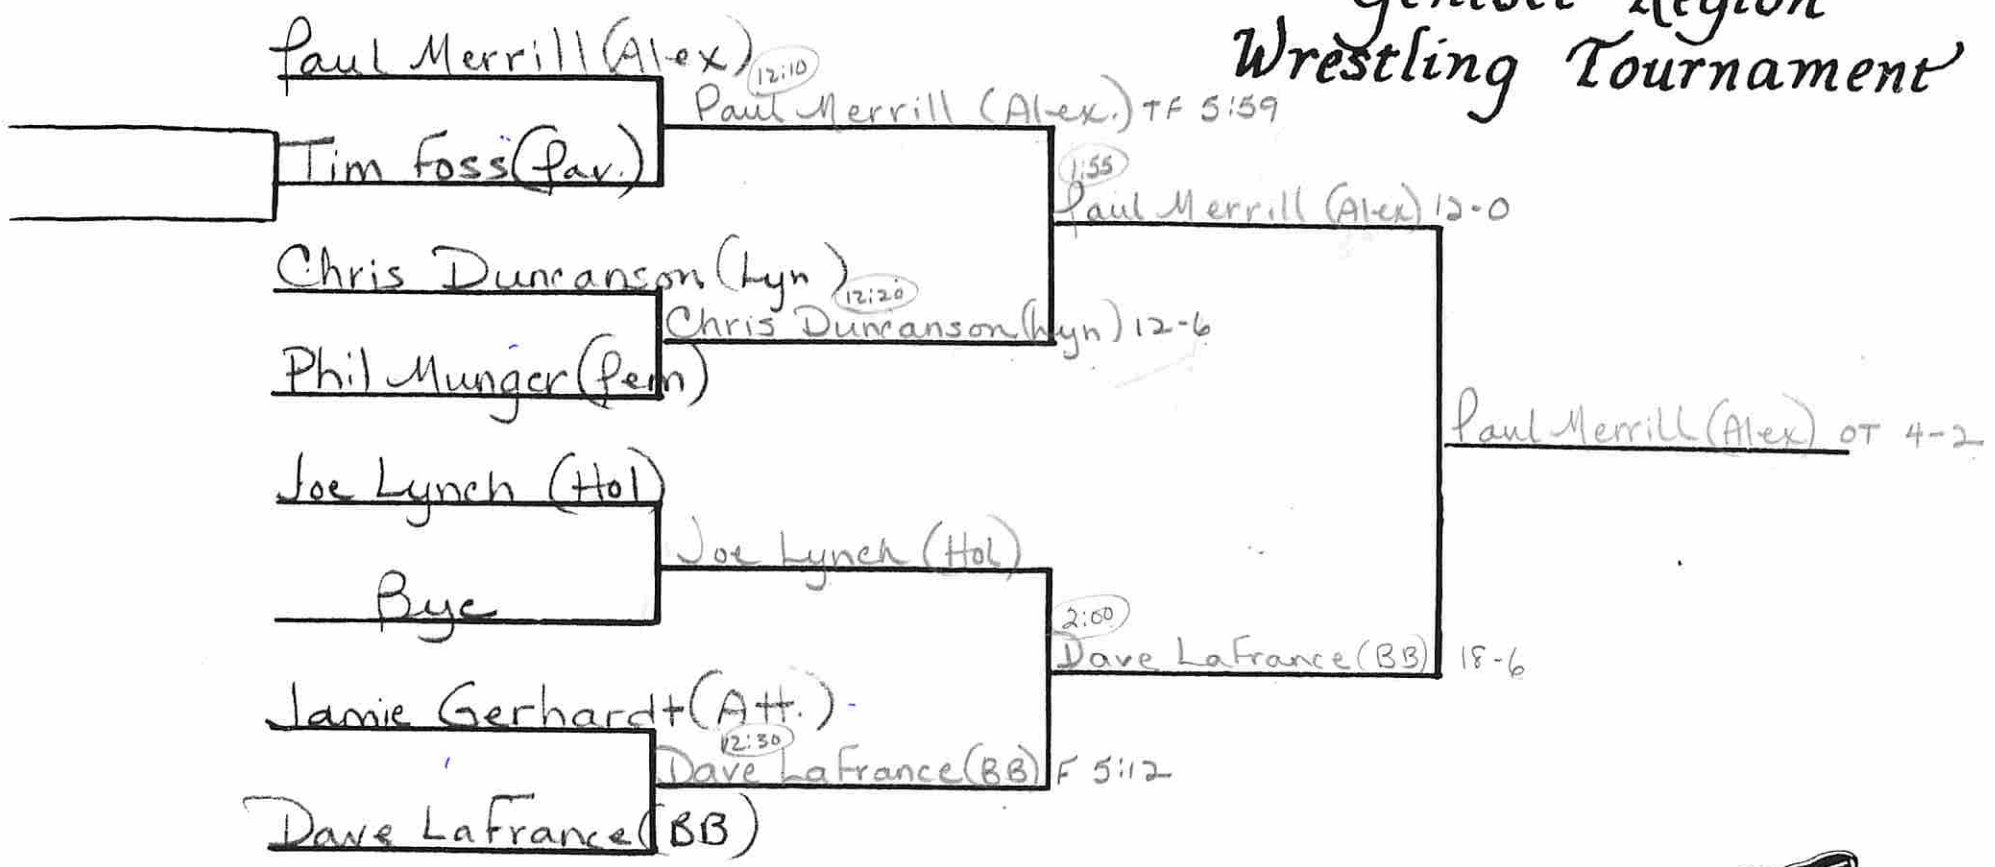 Region
Wrestling Tournament
Paul Merrill (Alex)
12:10
Paul Merrill (Alex.) TF 5:59
Tim Foss (Pav.)
1:55
Paul Merrill (Alex) 12-0
Chris Duncanson (Lyn)
12:20
Chris Duncanson (Lyn) 12-6
Phil Munger (Pem)
Paul Merrill (Alex) OT 4-2
Joe Lynch (Hol)
Joe Lynch (Hol)
Bye
2:00
Dave LaFrance (BB) 18-6
Jamie Gerhardt (Att.)
12:30
Dave LaFrance (BB) F 5:12
Dave LaFrance (BB)